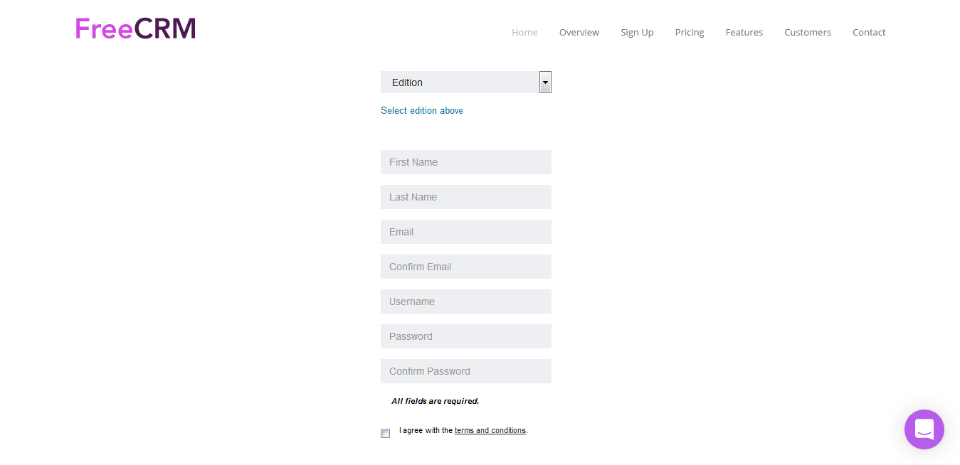 FreeCRM
Home Overview Sign Up Pricing Features Customers Contact
Edition
Select edition above
First Name
Last Name
Email
Confirm Email
Username
Password
Confirm Password
All fields are required.
I agree with the terms and conditions.